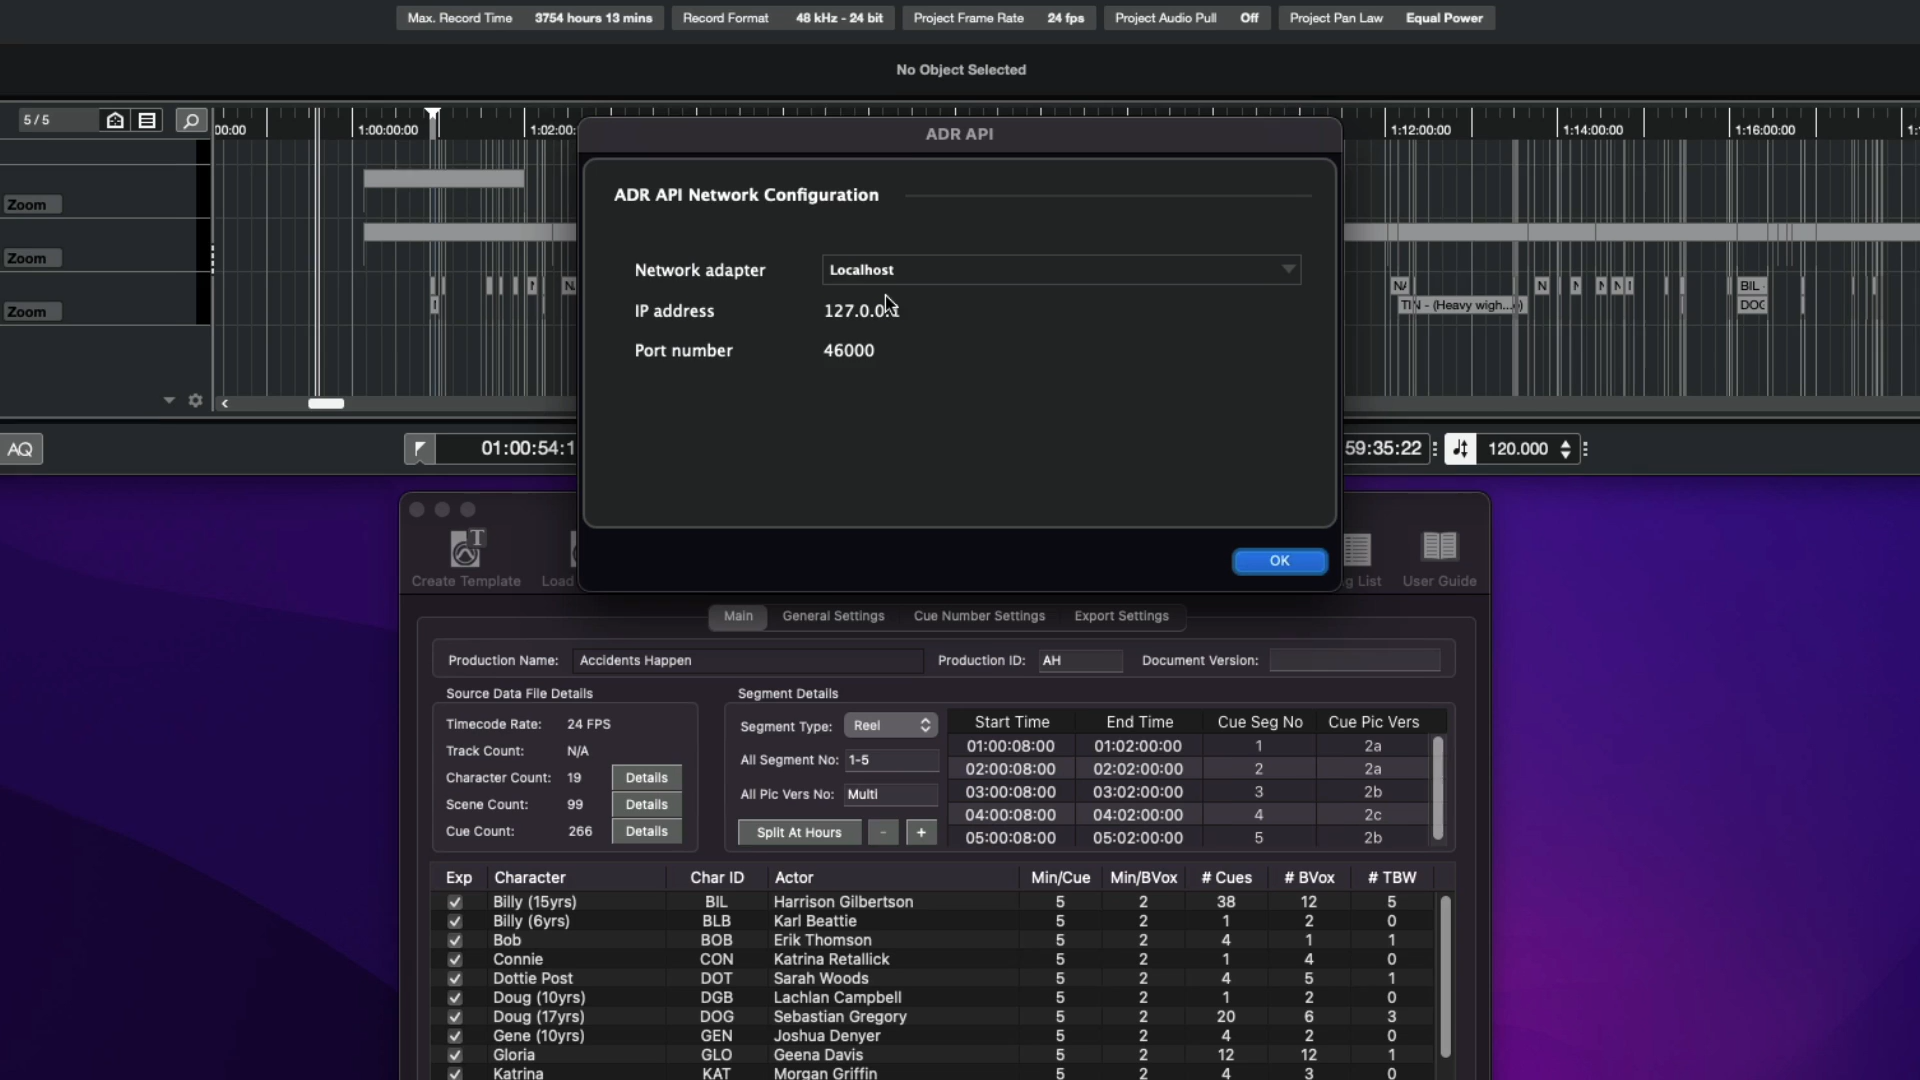 Max. Record Time 3754 hours 13 mins Record Format 48 kHz - 24 bit Project Frame Rate 24 fps Project Audio Pull Off Project Pan Law Equal Power
No Object Selected
5 / 5
00:00 1:00:00:00 1:02:00: 1:12:00:00 1:14:00:00 1:16:00:00 1:
Zoom
Zoom
Zoom
N N N N N BIL
TIN - (Heavy wigh... DOG
AQ
01:00:54:1
59:35:22 120.000
ADR API
ADR API Network Configuration
Network adapter Localhost
IP address 127.0.0.1
Port number 46000
OK
Create Template Load g List User Guide
Main General Settings Cue Number Settings Export Settings
Production Name: Accidents Happen Production ID: AH Document Version:
Source Data File Details
Timecode Rate: 24 FPS
Track Count: N/A
Character Count: 19 Details
Scene Count: 99 Details
Cue Count: 266 Details
Segment Details
Segment Type: Reel
All Segment No: 1-5
All Pic Vers No: Multi
Split At Hours - +
Start Time End Time Cue Seg No Cue Pic Vers
01:00:08:00 01:02:00:00 1 2a
02:00:08:00 02:02:00:00 2 2a
03:00:08:00 03:02:00:00 3 2b
04:00:08:00 04:02:00:00 4 2c
05:00:08:00 05:02:00:00 5 2b
Exp Character Char ID Actor Min/Cue Min/BVox # Cues # BVox # TBW
Billy (15yrs) BIL Harrison Gilbertson 5 2 38 12 5
Billy (6yrs) BLB Karl Beattie 5 2 1 2 0
Bob BOB Erik Thomson 5 2 4 1 1
Connie CON Katrina Retallick 5 2 1 4 0
Dottie Post DOT Sarah Woods 5 2 4 5 1
Doug (10yrs) DGB Lachlan Campbell 5 2 1 2 0
Doug (17yrs) DOG Sebastian Gregory 5 2 20 6 3
Gene (10yrs) GEN Joshua Denyer 5 2 4 2 0
Gloria GLO Geena Davis 5 2 12 12 1
Katrina KAT Morgan Griffin 5 2 4 3 0